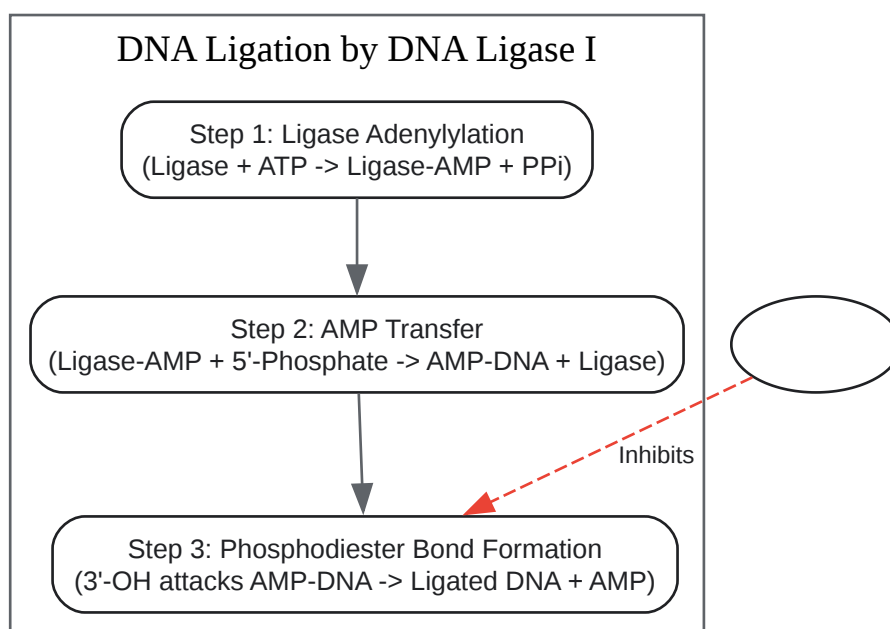 DNA Ligation by DNA Ligase I
Step 1: Ligase Adenylylation
(Ligase + ATP -> Ligase-AMP + PPi)
Step 2: AMP Transfer
(Ligase-AMP + 5'-Phosphate -> AMP-DNA + Ligase)
Inhibits
Step 3: Phosphodiester Bond Formation
(3'-OH attacks AMP-DNA -> Ligated DNA + AMP)